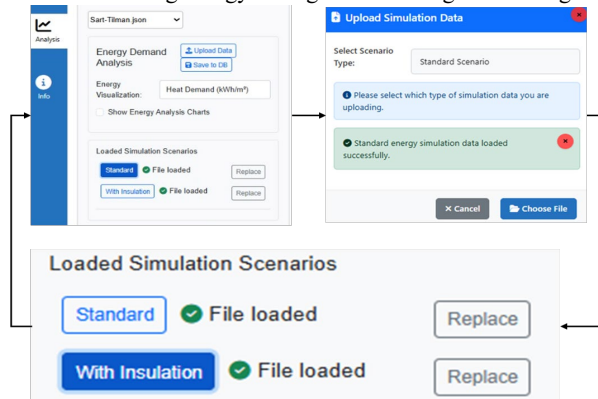 Sart-Tilman json
Analysis
Info
Energy Demand
Analysis
Upload Data
Save to DB
Energy
Visualization:
Heat Demand (kWh/m²)
Show Energy Analysis Charts
Loaded Simulation Scenarios
Standard File loaded Replace
With Insulation File loaded Replace
Upload Simulation Data
Select Scenario
Type:
Standard Scenario
Please select which type of simulation data you are
uploading.
Standard energy simulation data loaded
successfully.
× Cancel Choose File
Loaded Simulation Scenarios
Standard File loaded Replace
With Insulation File loaded Replace